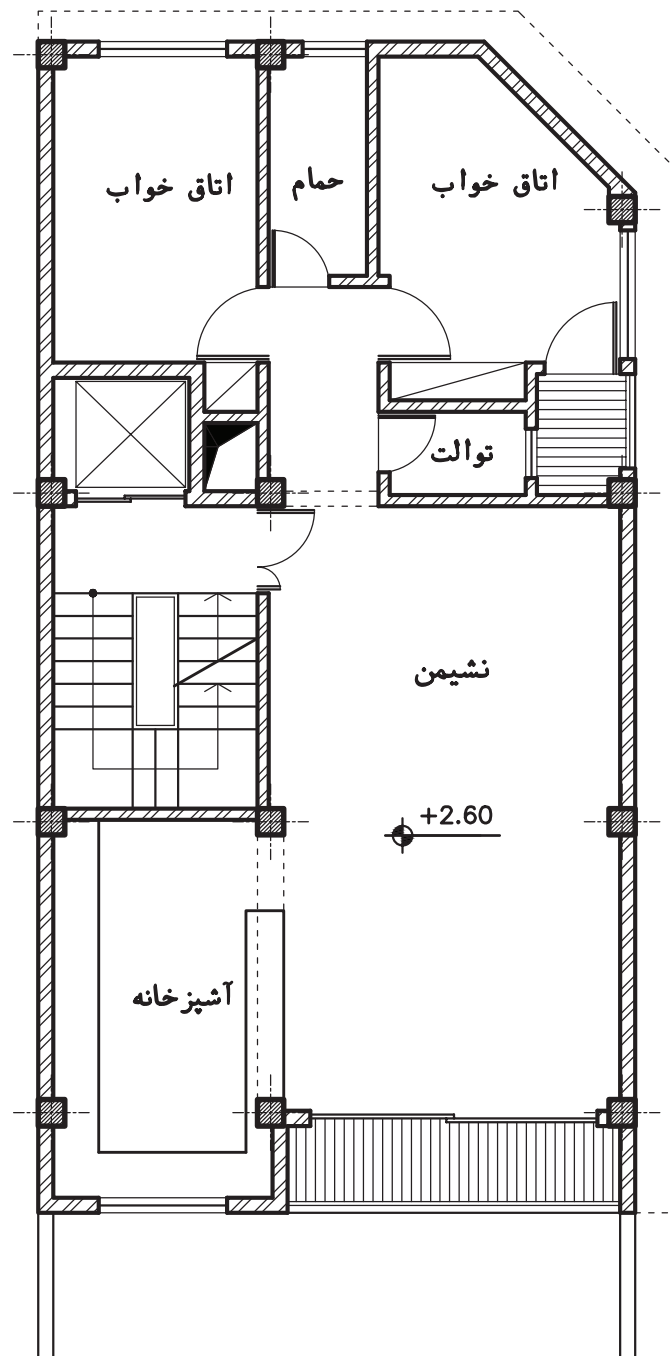 اتاق خواب
حمام
اتاق خواب
توالت
نشیمن
+2.60
آشپزخانه